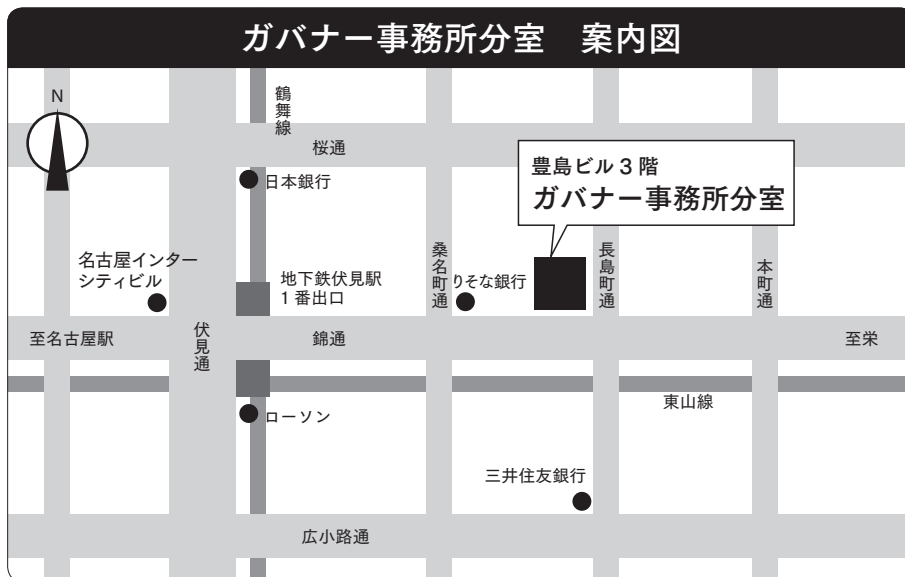 ガバナー事務所分室　案内図
N
鶴舞線
桜通
日本銀行
豊島ビル3階
ガバナー事務所分室
名古屋インター
シティビル
地下鉄伏見駅
1番出口
桑名町通
りそな銀行
長島町通
本町通
至名古屋駅
伏見通
錦通
至栄
東山線
ローソン
三井住友銀行
広小路通